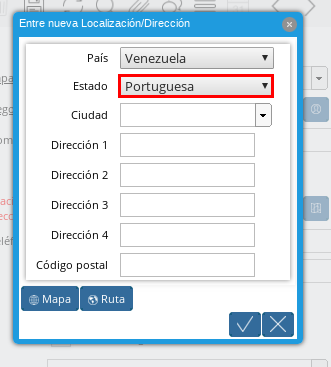 Entre nueva Localización/Dirección
País Venezuela
Estado Portuguesa
Ciudad
Dirección 1
Dirección 2
Dirección 3
Dirección 4
Código postal
Mapa Ruta